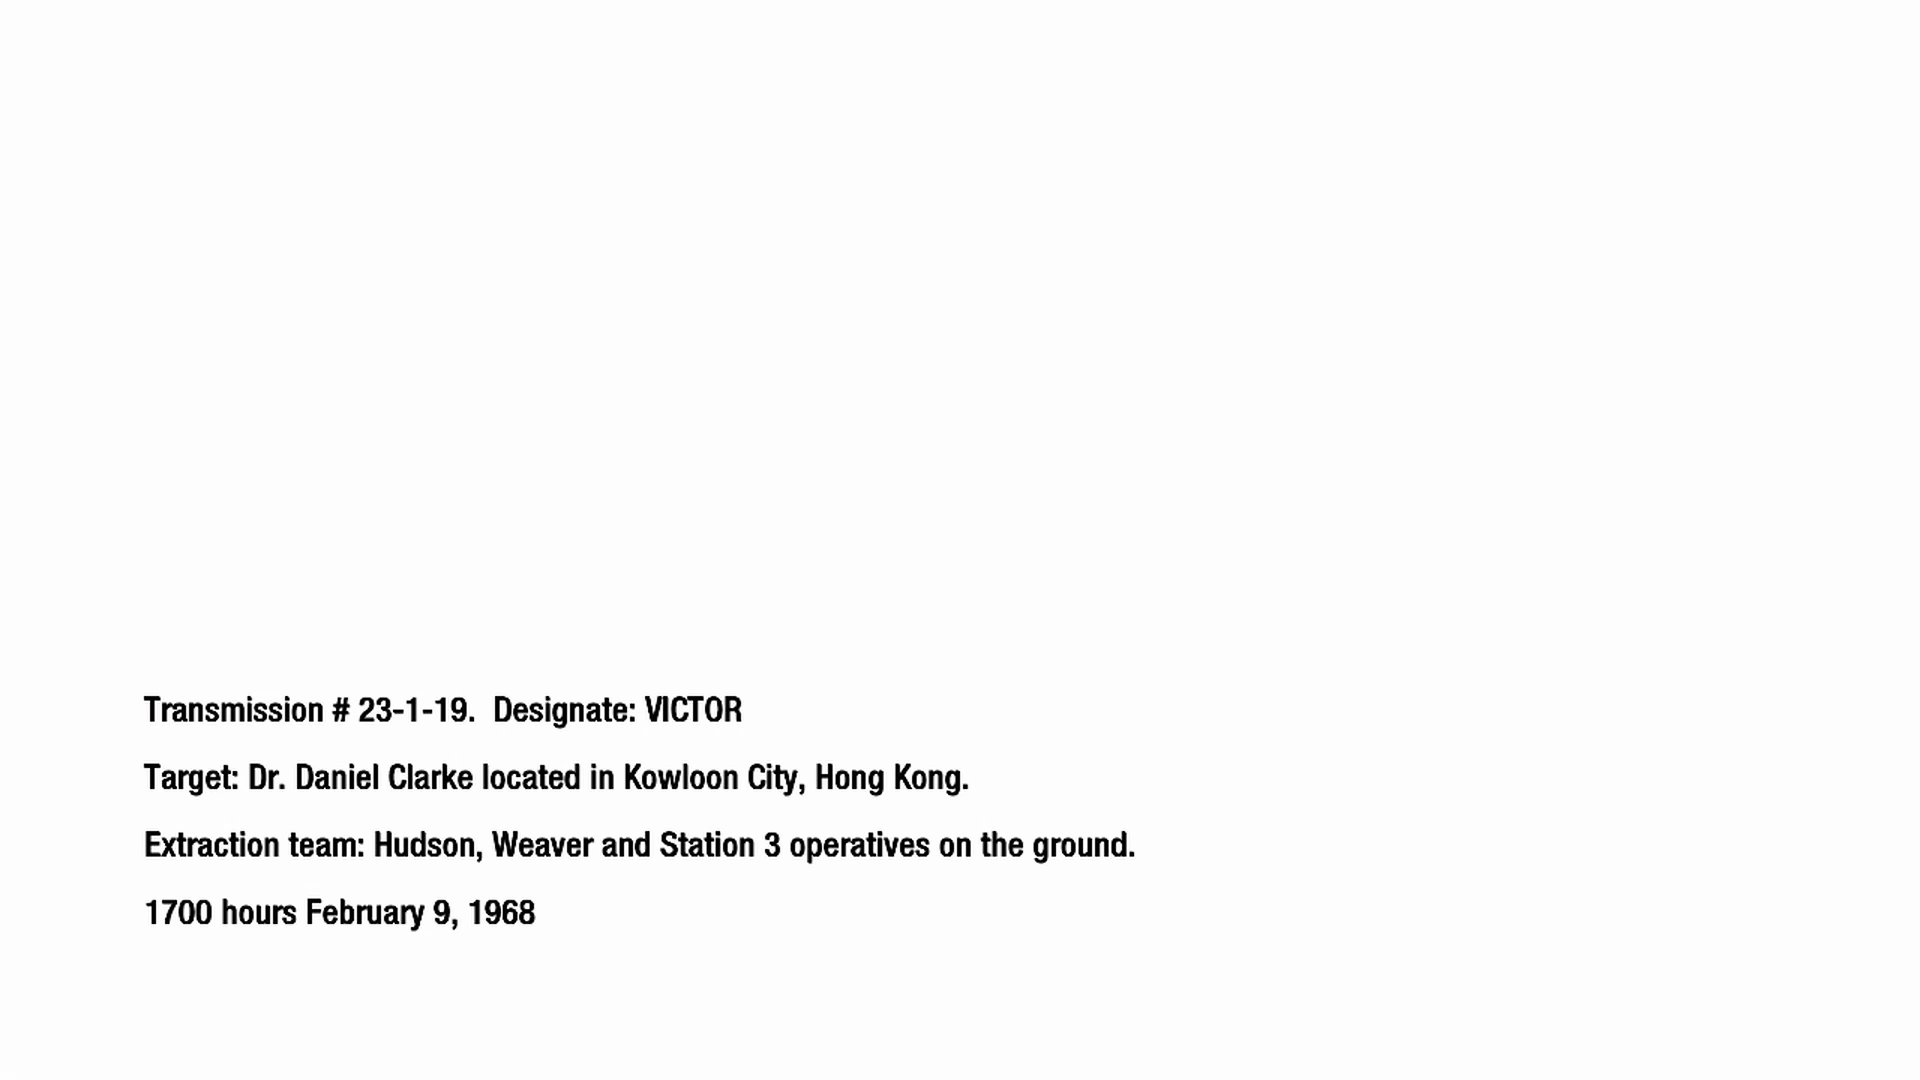 Transmission # 23-1-19.  Designate: VICTOR
Target: Dr. Daniel Clarke located in Kowloon City, Hong Kong.
Extraction team: Hudson, Weaver and Station 3 operatives on the ground.
1700 hours February 9, 1968